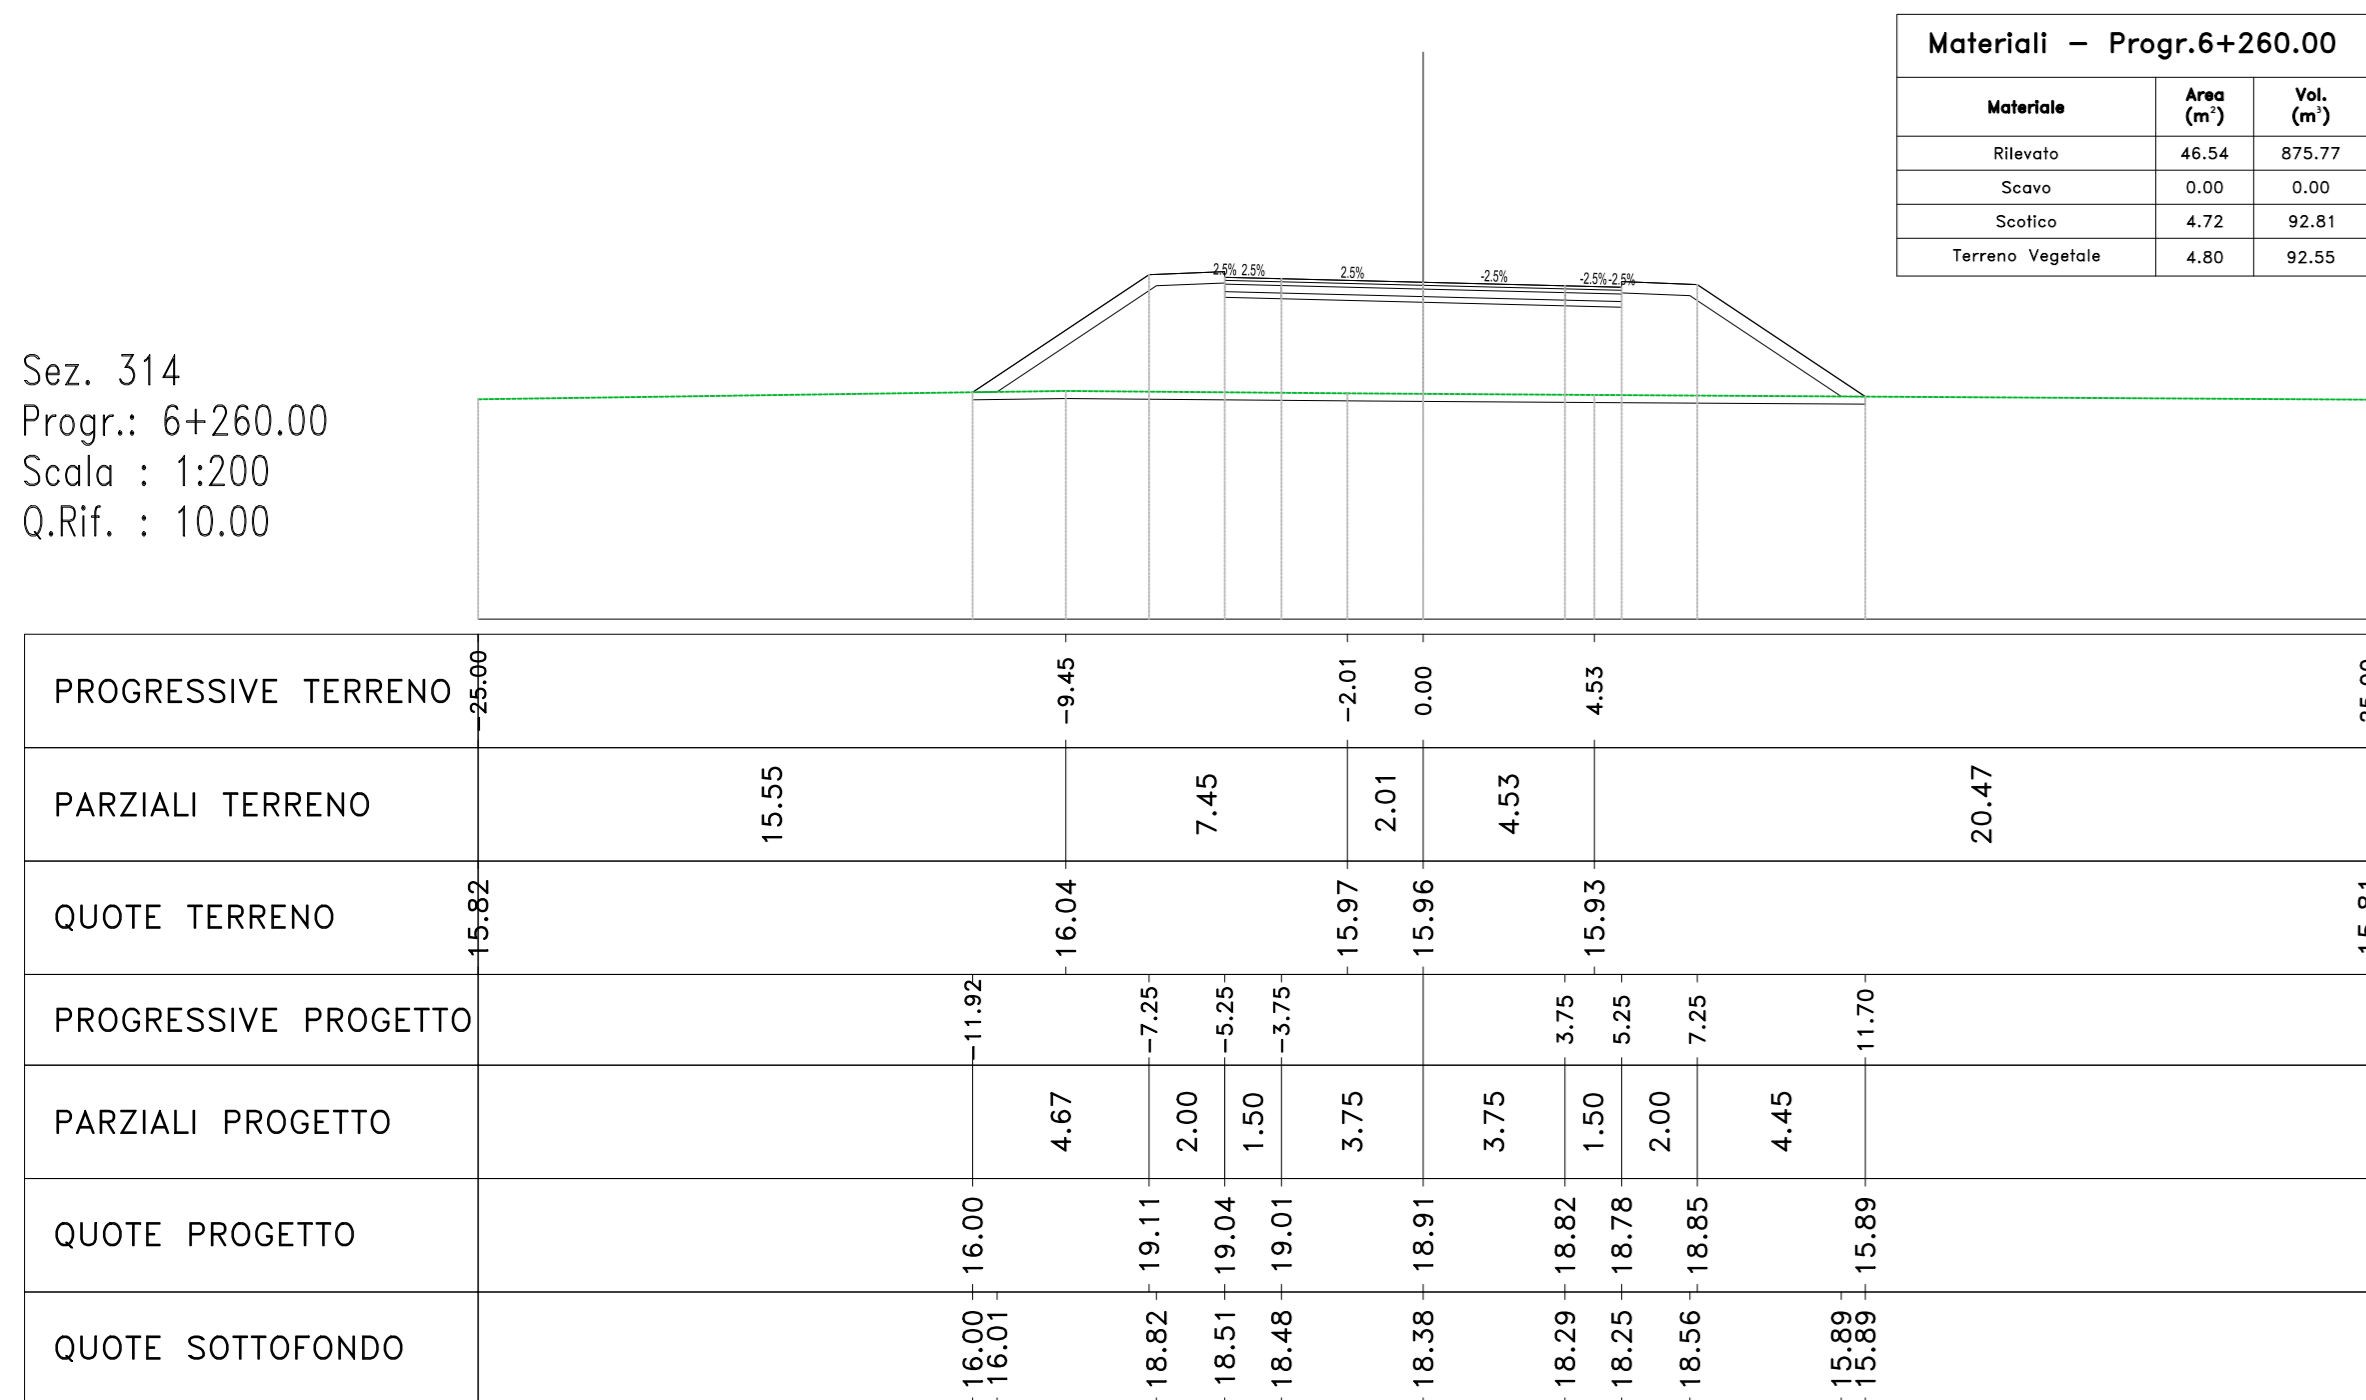 Materiali – Progr.6+260.00
Materiale Area (m²) Vol. (m³)
Rilevato 46.54 875.77
Scavo 0.00 0.00
Scotico 4.72 92.81
Terreno Vegetale 4.80 92.55
2.5% 2.5% 2.5% -2.5% -2.5% -2.5%
Sez. 314
Progr.: 6+260.00
Scala : 1:200
Q.Rif. : 10.00
PROGRESSIVE TERRENO -25.00 -9.45 -2.01 0.00 4.53
PARZIALI TERRENO 15.55 7.45 2.01 4.53 20.47
QUOTE TERRENO 15.82 16.04 15.97 15.96 15.93
PROGRESSIVE PROGETTO -11.92 -7.25 -5.25 -3.75 3.75 5.25 7.25 11.70
PARZIALI PROGETTO 4.67 2.00 1.50 3.75 3.75 1.50 2.00 4.45
QUOTE PROGETTO 16.00 19.11 19.04 19.01 18.91 18.82 18.78 18.85 15.89
QUOTE SOTTOFONDO 16.00 16.01 18.82 18.51 18.48 18.38 18.29 18.25 18.56 15.89 15.89